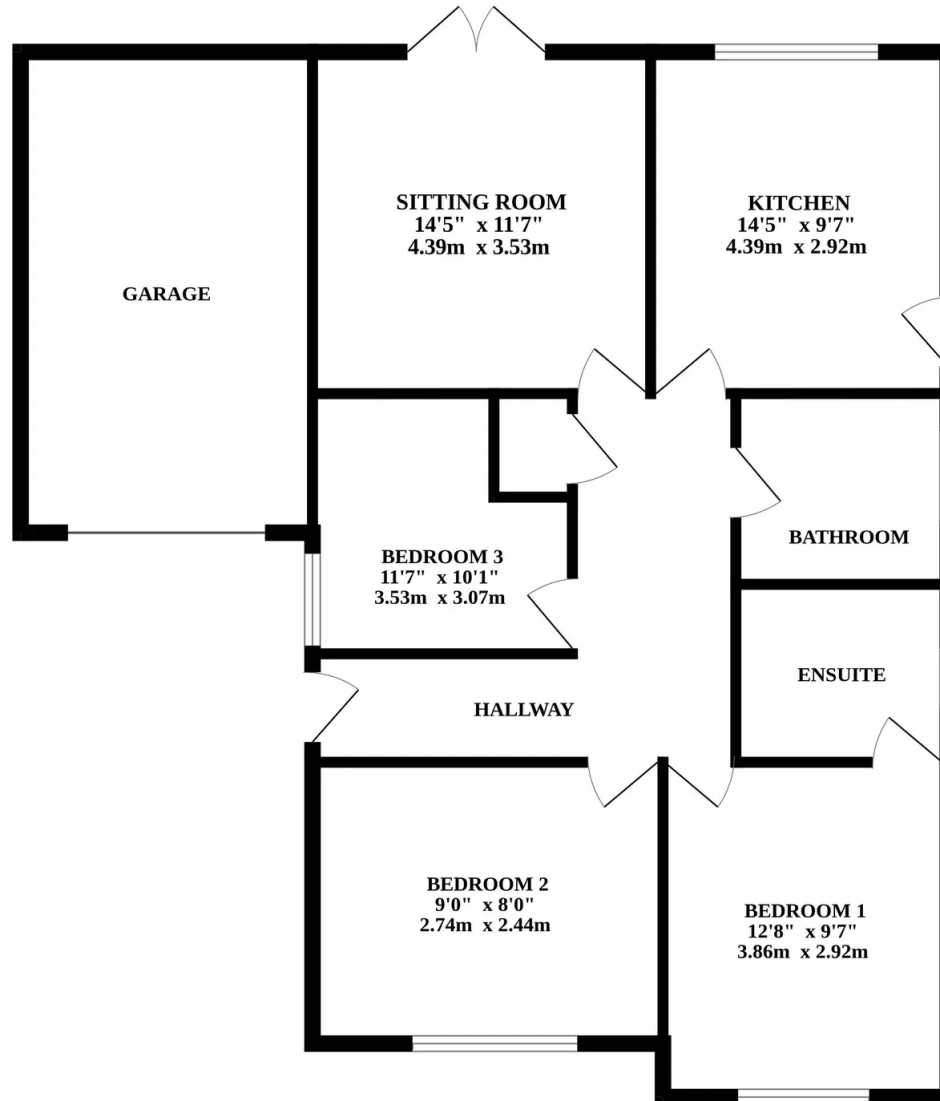 SITTING ROOM
14'5" x 11'7"
4.39m x 3.53m
KITCHEN
14'5" x 9'7"
4.39m x 2.92m
GARAGE
BEDROOM 3
11'7" x 10'1"
3.53m x 3.07m
BATHROOM
ENSUITE
HALLWAY
BEDROOM 2
9'0" x 8'0"
2.74m x 2.44m
BEDROOM 1
12'8" x 9'7"
3.86m x 2.92m